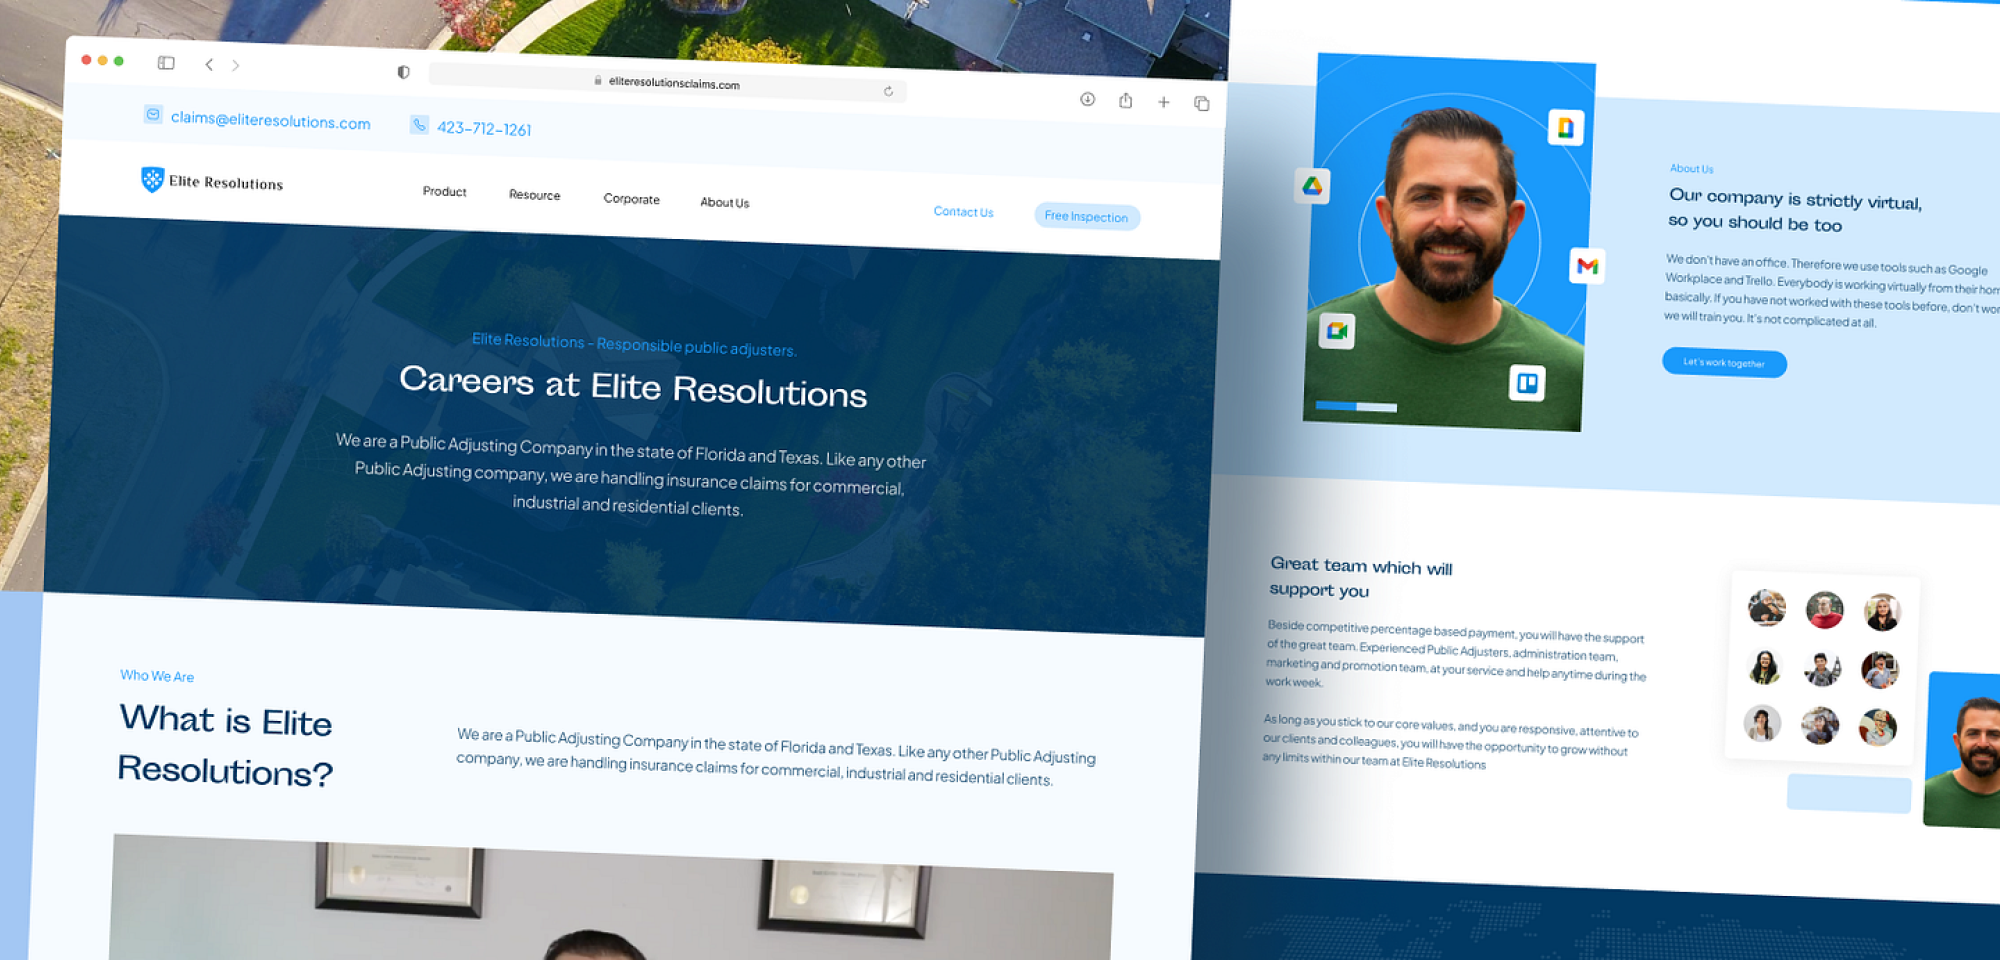 eliteresolutionsclaims.com
claims@eliteresolutions.com
423-712-1261
Elite Resolutions
Product
Resource
Corporate
About Us
Contact Us
Free Inspection
Elite Resolutions - Responsible public adjusters.
Careers at Elite Resolutions
We are a Public Adjusting Company in the state of Florida and Texas. Like any other
Public Adjusting company, we are handling insurance claims for commercial,
industrial and residential clients.
Who We Are
What is Elite
Resolutions?
We are a Public Adjusting Company in the state of Florida and Texas. Like any other Public Adjusting
company, we are handling insurance claims for commercial, industrial and residential clients.
About Us
Our company is strictly virtual,
so you should be too
We don't have an office. Therefore we use tools such as Google
Workplace and Trello. Everybody is working virtually from their hom
basically. If you have not worked with these tools before, don't wor
we will train you. It's not complicated at all.
Let's work together
Great team which will
support you
Beside competitive percentage based payment, you will have the support
of the great team. Experienced Public Adjusters, administration team,
marketing and promotion team, at your service and help anytime during the
work week.
As long as you stick to our core values, and you are responsive, attentive to
our clients and colleagues, you will have the opportunity to grow without
any limits within our team at Elite Resolutions